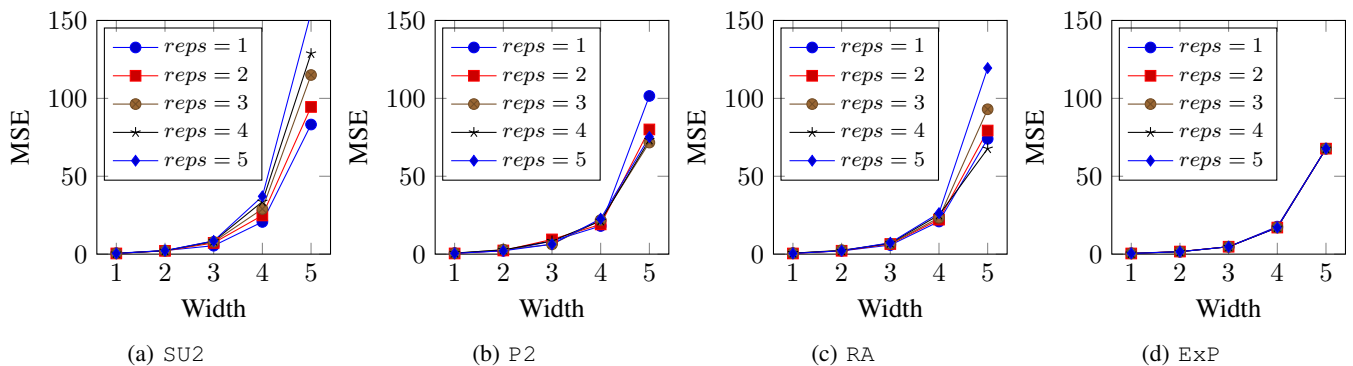 150
100
50
0
MSE
reps = 1
reps = 2
reps = 3
reps = 4
reps = 5
1 2 3 4 5
Width
(a) SU2
150
100
50
0
MSE
reps = 1
reps = 2
reps = 3
reps = 4
reps = 5
1 2 3 4 5
Width
(b) P2
150
100
50
0
MSE
reps = 1
reps = 2
reps = 3
reps = 4
reps = 5
1 2 3 4 5
Width
(c) RA
150
100
50
0
MSE
reps = 1
reps = 2
reps = 3
reps = 4
reps = 5
1 2 3 4 5
Width
(d) ExP